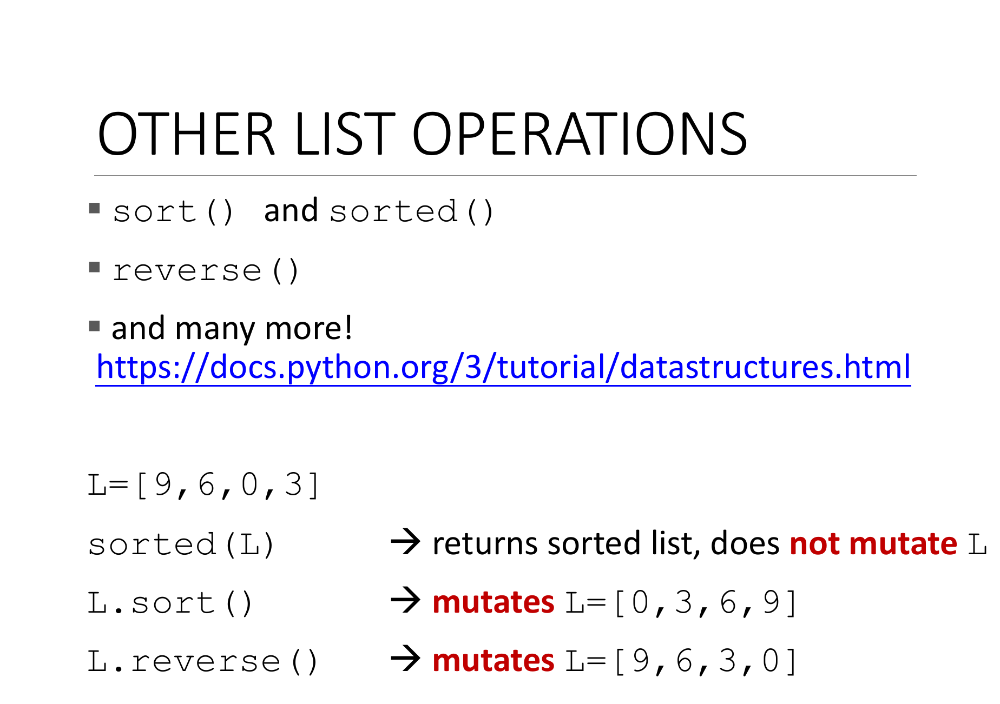 OTHER LIST OPERATIONS
▪ sort() and sorted()
▪ reverse()
▪ and many more!
https://docs.python.org/3/tutorial/datastructures.html
L=[9,6,0,3]
sorted(L) → returns sorted list, does not mutate L
L.sort() → mutates L=[0,3,6,9]
L.reverse() → mutates L=[9,6,3,0]